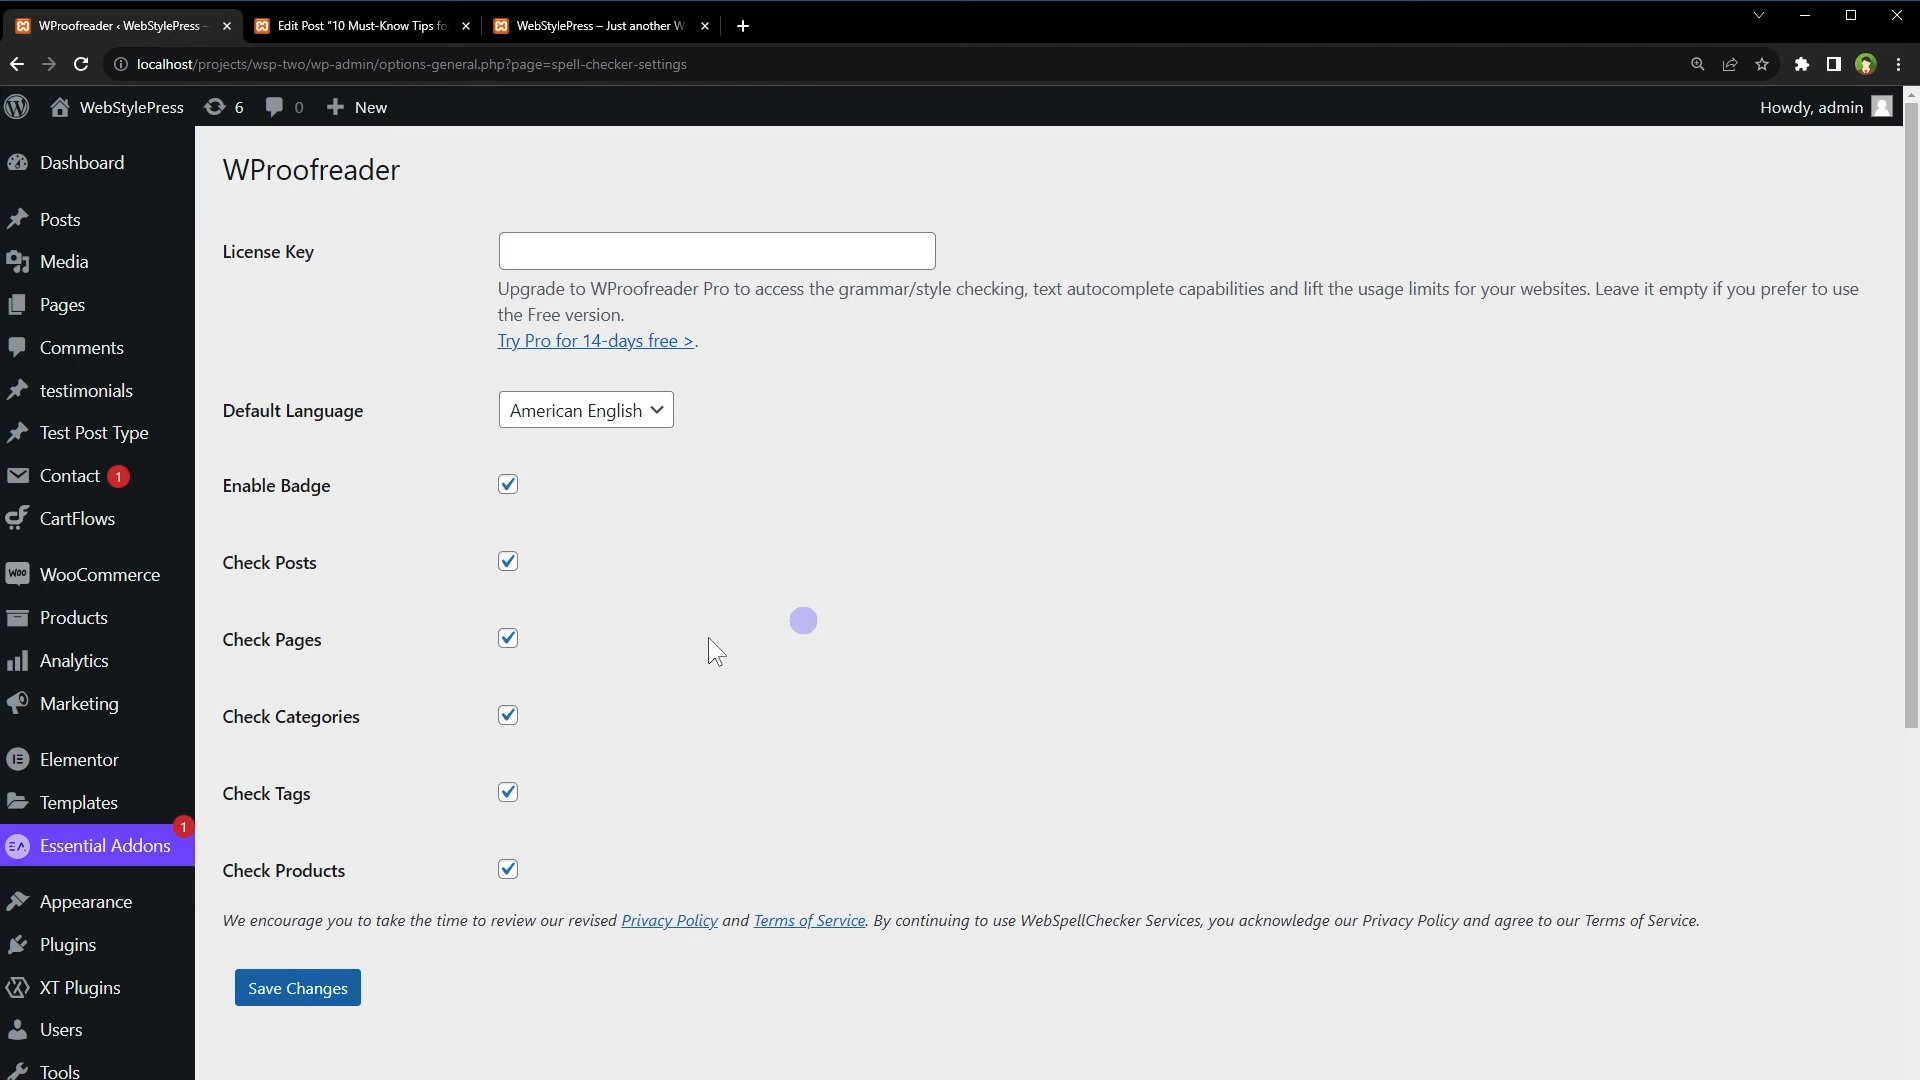 WProofreader ‹ WebStylePress –
Edit Post "10 Must-Know Tips fo
WebStylePress – Just another W
localhost/projects/wsp-two/wp-admin/options-general.php?page=spell-checker-settings
WebStylePress
6
0
New
Howdy, admin
Dashboard
Posts
Media
Pages
Comments
testimonials
Test Post Type
Contact 1
CartFlows
Woo WooCommerce
Products
Analytics
Marketing
Elementor
Templates
1
EA Essential Addons
Appearance
Plugins
XT Plugins
Users
Tools
WProofreader
License Key
Upgrade to WProofreader Pro to access the grammar/style checking, text autocomplete capabilities and lift the usage limits for your websites. Leave it empty if you prefer to use
the Free version.
Try Pro for 14-days free >.
Default Language
American English
Enable Badge
Check Posts
Check Pages
Check Categories
Check Tags
Check Products
We encourage you to take the time to review our revised Privacy Policy and Terms of Service. By continuing to use WebSpellChecker Services, you acknowledge our Privacy Policy and agree to our Terms of Service.
Save Changes